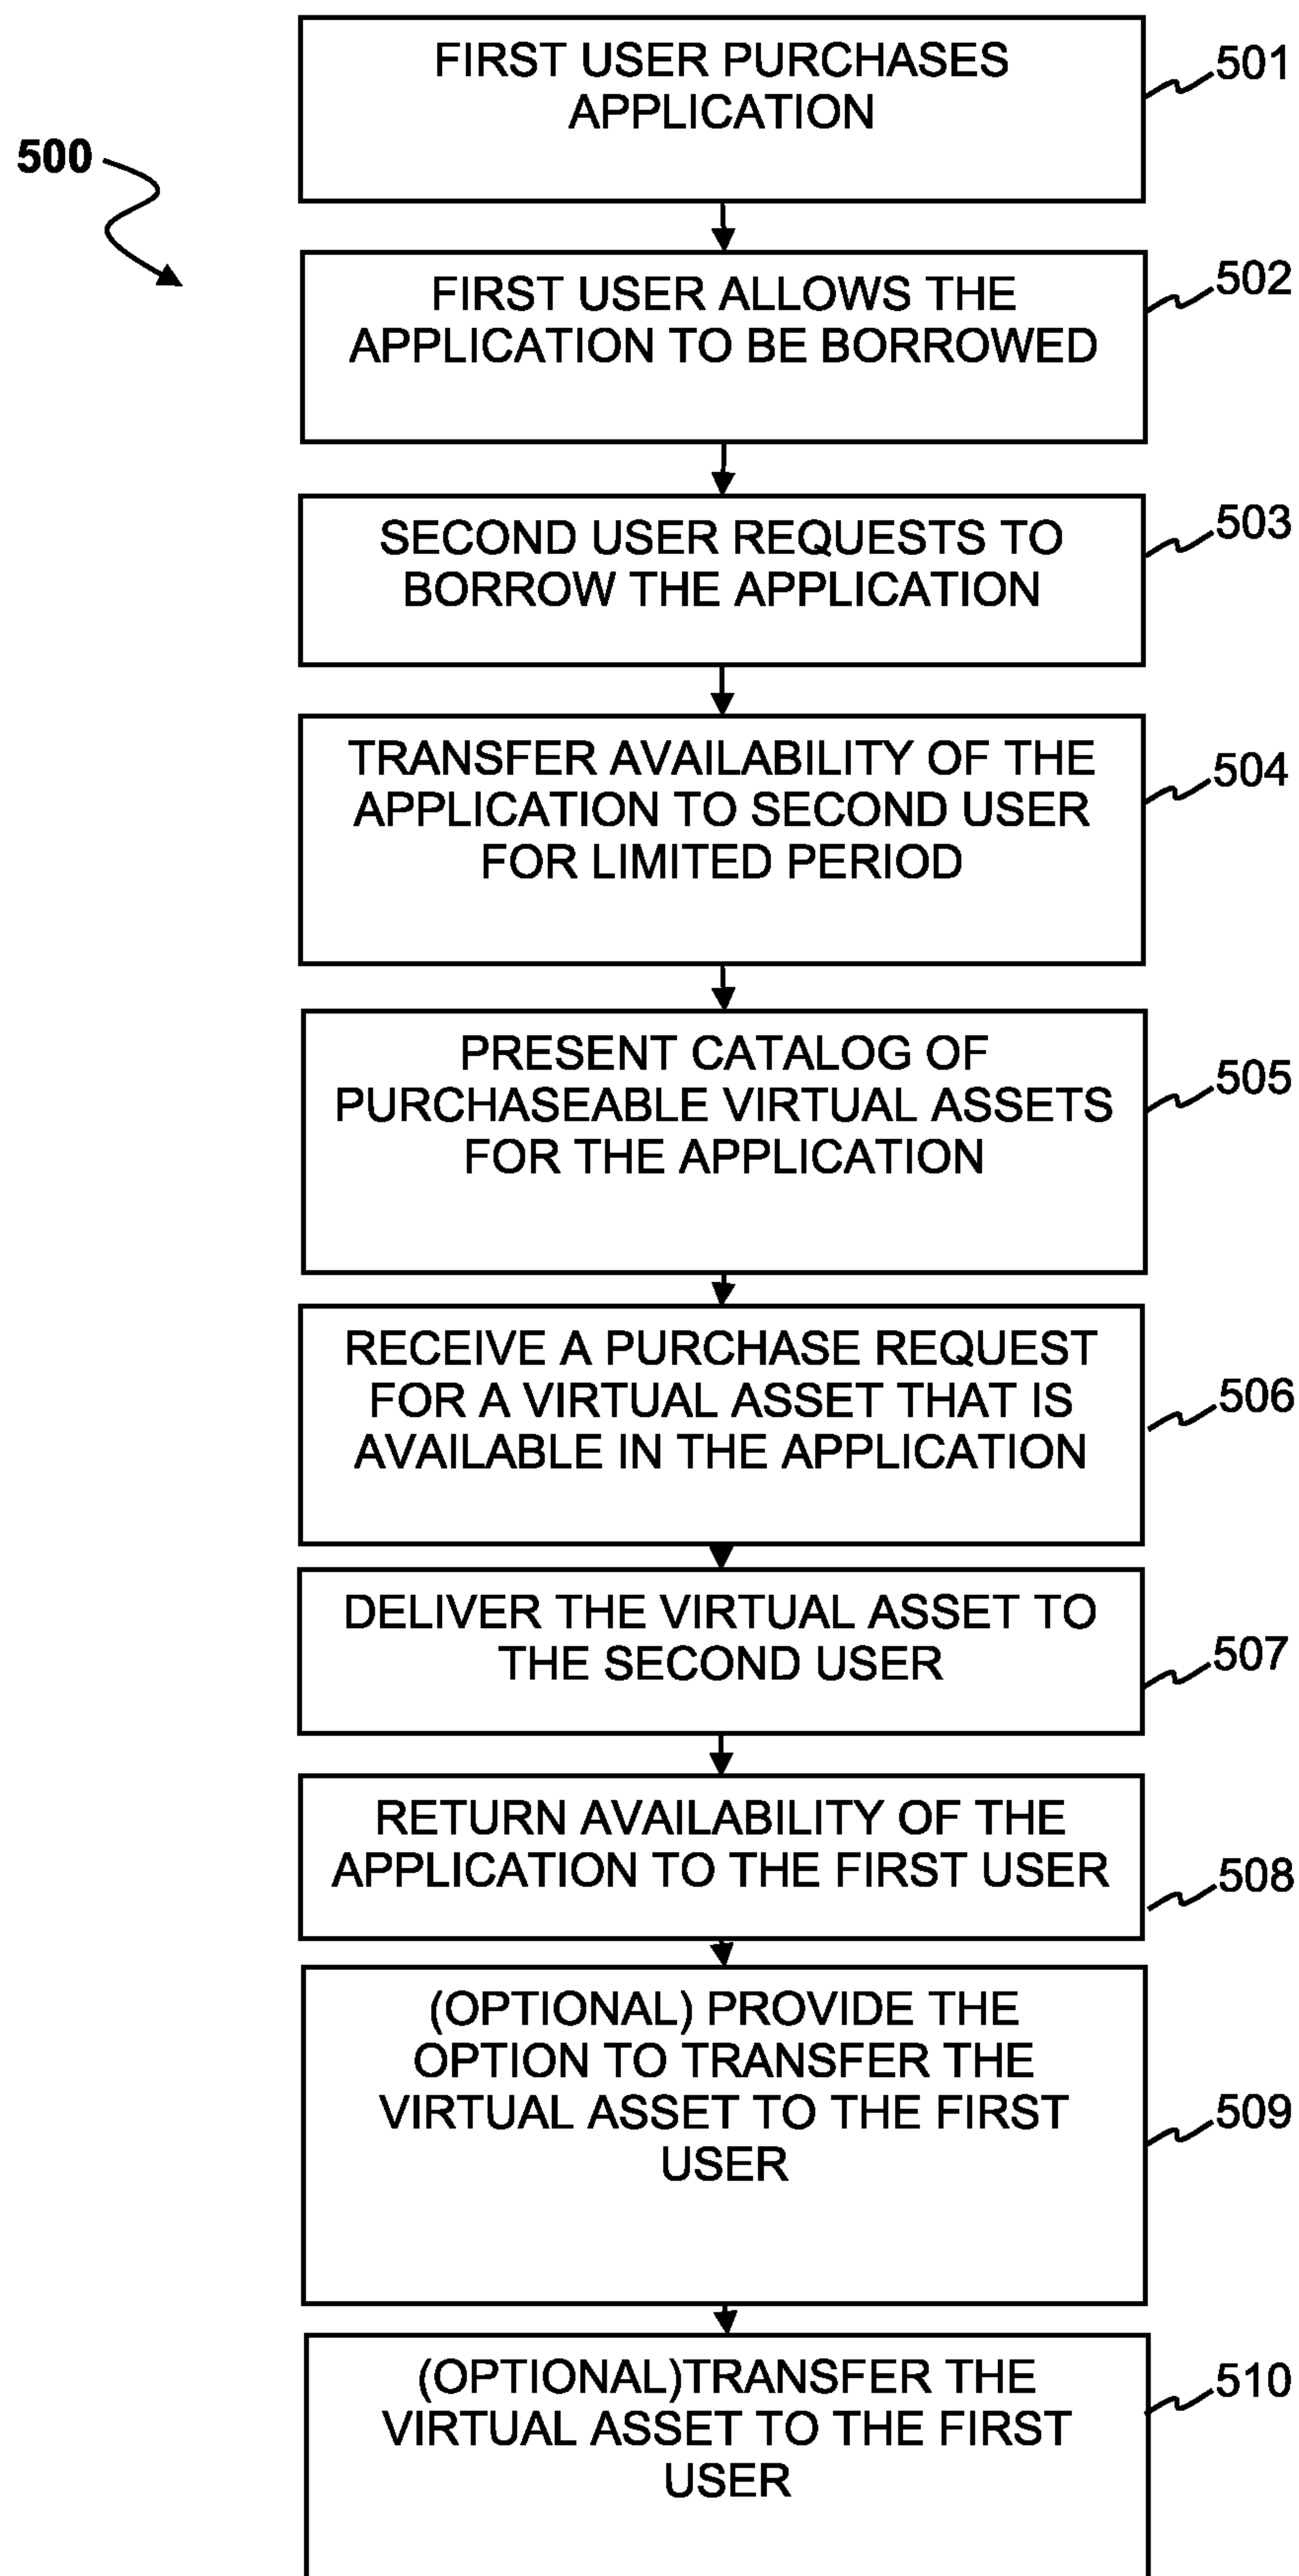 FIRST USER PURCHASES
APPLICATION
501
500
FIRST USER ALLOWS THE
APPLICATION TO BE BORROWED
502
SECOND USER REQUESTS TO
BORROW THE APPLICATION
503
TRANSFER AVAILABILITY OF THE
APPLICATION TO SECOND USER
FOR LIMITED PERIOD
504
PRESENT CATALOG OF
PURCHASEABLE VIRTUAL ASSETS
FOR THE APPLICATION
505
RECEIVE A PURCHASE REQUEST
FOR A VIRTUAL ASSET THAT IS
AVAILABLE IN THE APPLICATION
506
DELIVER THE VIRTUAL ASSET TO
THE SECOND USER
507
RETURN AVAILABILITY OF THE
APPLICATION TO THE FIRST USER
508
(OPTIONAL) PROVIDE THE
OPTION TO TRANSFER THE
VIRTUAL ASSET TO THE FIRST
USER
509
(OPTIONAL)TRANSFER THE
VIRTUAL ASSET TO THE FIRST
USER
510